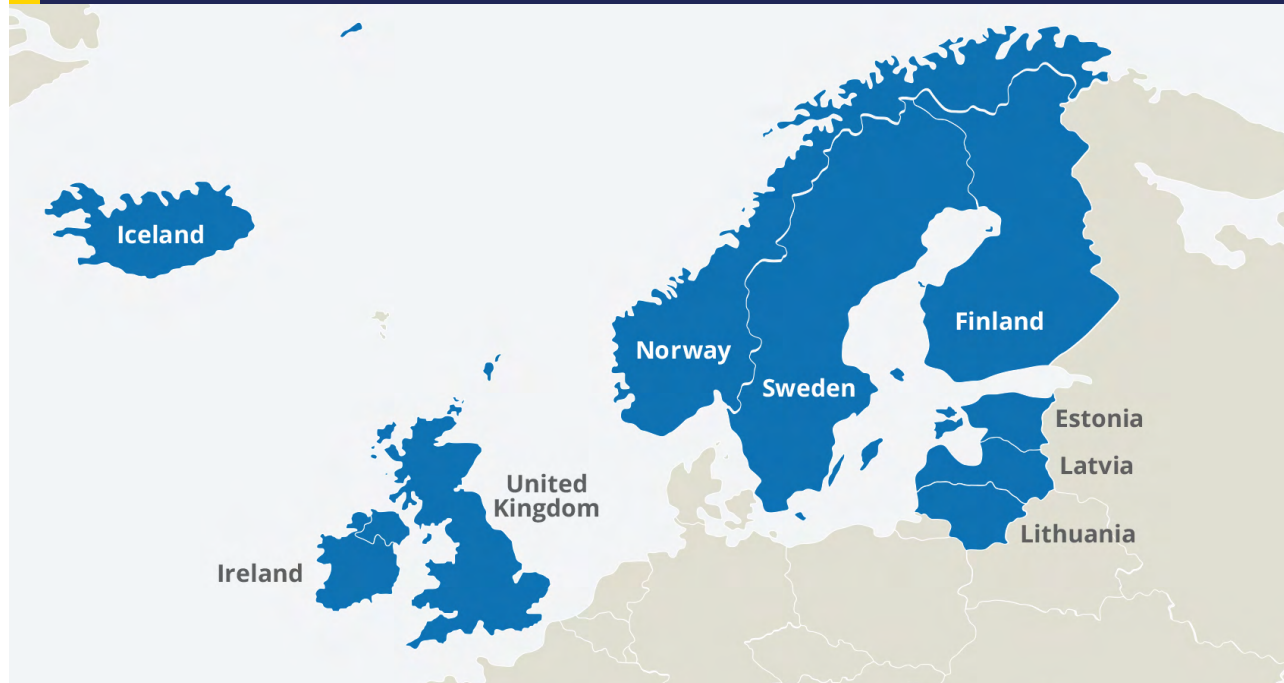 Iceland
Finland
Norway
Sweden
Estonia
Latvia
United
Kingdom
Lithuania
Ireland